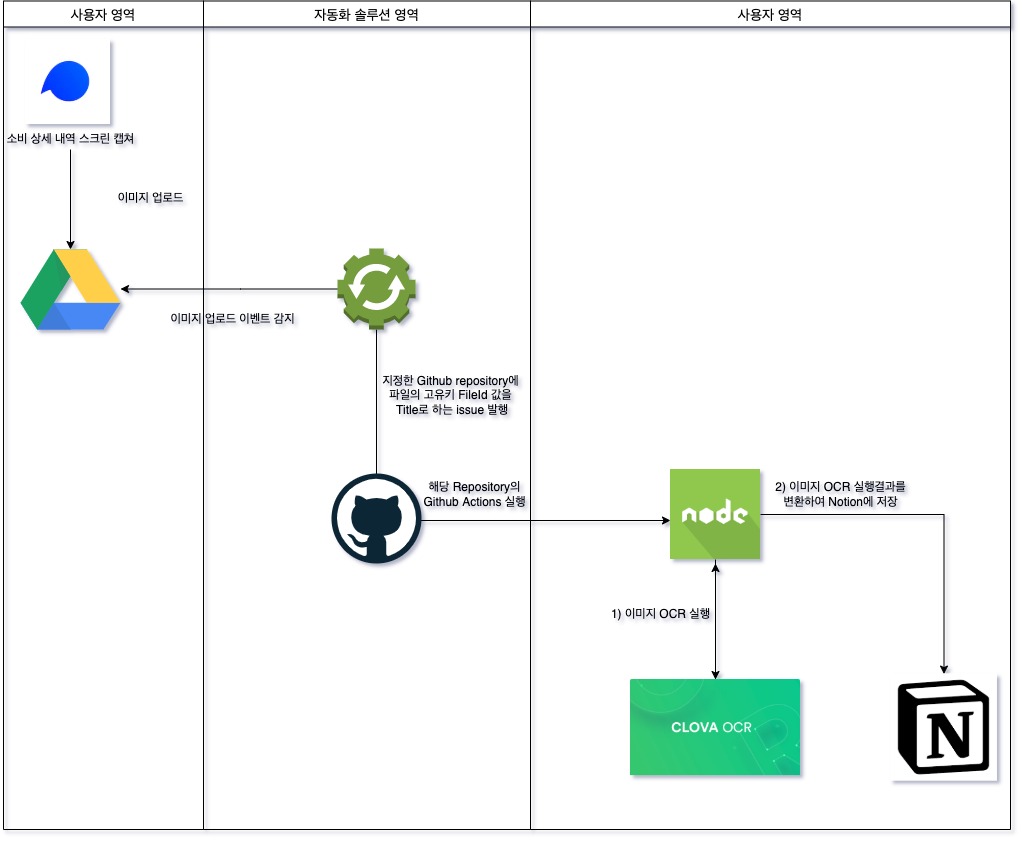 사용자 영역
자동화 솔루션 영역
사용자 영역
소비 상세 내역 스크린 캡쳐
이미지 업로드
이미지 업로드 이벤트 감지
지정한 Github repository에
파일의 고유키 FileId 값을
Title로 하는 issue 발행
해당 Repository의
Github Actions 실행
node
2) 이미지 OCR 실행결과를
변환하여 Notion에 저장
1) 이미지 OCR 실행
CLOVA OCR
N